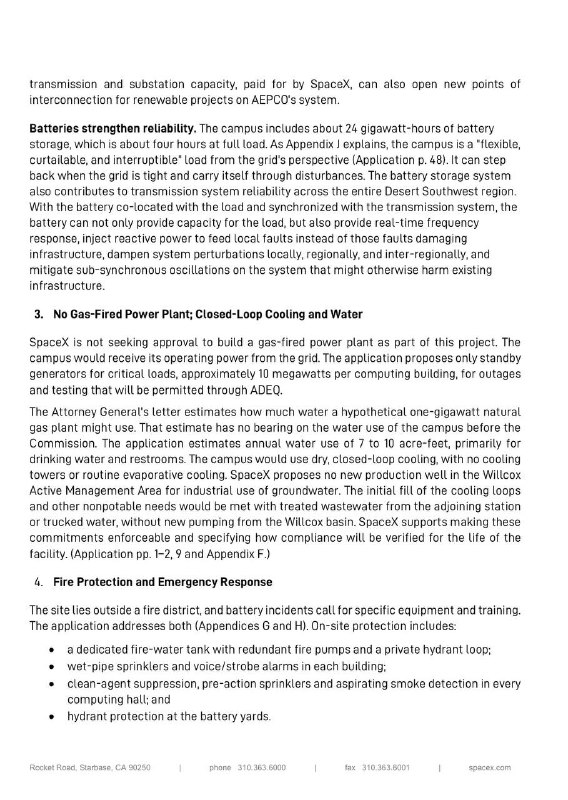 transmission and substation capacity, paid for by SpaceX, can also open new points of
interconnection for renewable projects on AEPCO's system.
Batteries strengthen reliability. The campus includes about 24 gigawatt-hours of battery
storage, which is about four hours at full load. As Appendix J explains, the campus is a "flexible,
curtailable, and interruptible" load from the grid's perspective (Application p. 48). It can step
back when the grid is tight and carry itself through disturbances. The battery storage system
also contributes to transmission system reliability across the entire Desert Southwest region.
With the battery co-located with the load and synchronized with the transmission system, the
battery can not only provide capacity for the load, but also provide real-time frequency
response, inject reactive power to feed local faults instead of those faults damaging
infrastructure, dampen system perturbations locally, regionally, and inter-regionally, and
mitigate sub-synchronous oscillations on the system that might otherwise harm existing
infrastructure.
3. No Gas-Fired Power Plant; Closed-Loop Cooling and Water
SpaceX is not seeking approval to build a gas-fired power plant as part of this project. The
campus would receive its operating power from the grid. The application proposes only standby
generators for critical loads, approximately 10 megawatts per computing building, for outages
and testing that will be permitted through ADEQ.
The Attorney General's letter estimates how much water a hypothetical one-gigawatt natural
gas plant might use. That estimate has no bearing on the water use of the campus before the
Commission. The application estimates annual water use of 7 to 10 acre-feet, primarily for
drinking water and restrooms. The campus would use dry, closed-loop cooling, with no cooling
towers or routine evaporative cooling. SpaceX proposes no new production well in the Willcox
Active Management Area for industrial use of groundwater. The initial fill of the cooling loops
and other nonpotable needs would be met with treated wastewater from the adjoining station
or trucked water, without new pumping from the Willcox basin. SpaceX supports making these
commitments enforceable and specifying how compliance will be verified for the life of the
facility. (Application pp. 1–2, 9 and Appendix F.)
4. Fire Protection and Emergency Response
The site lies outside a fire district, and battery incidents call for specific equipment and training.
The application addresses both (Appendices G and H). On-site protection includes:
• a dedicated fire-water tank with redundant fire pumps and a private hydrant loop;
• wet-pipe sprinklers and voice/strobe alarms in each building;
• clean-agent suppression, pre-action sprinklers and aspirating smoke detection in every
computing hall; and
• hydrant protection at the battery yards.
Rocket Road, Starbase, CA 90250 | phone 310.363.6000 | fax 310.363.6001 | spacex.com